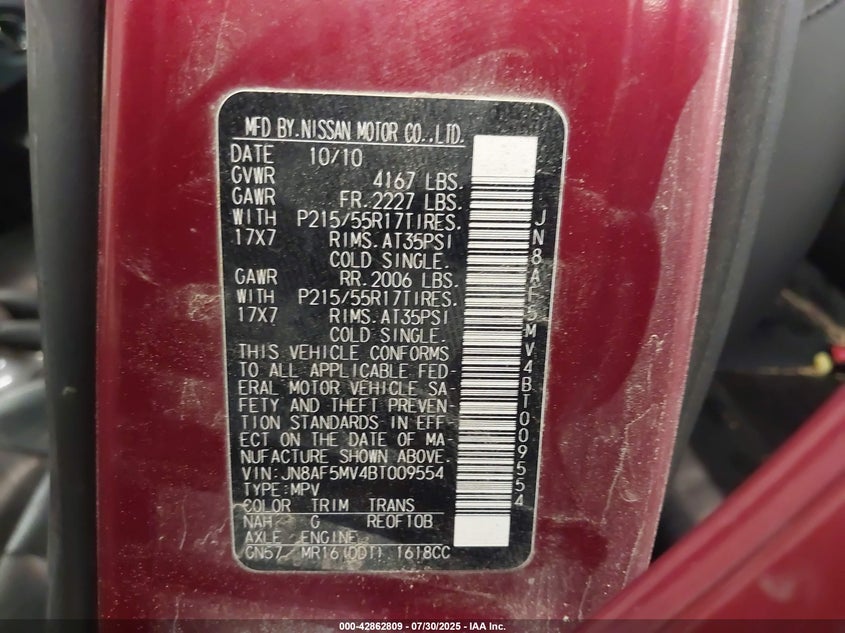 MFD BY.NISSAN MOTOR CO.,LTD.
DATE 10/10
GVWR 4167 LBS.
GAWR FR.2227 LBS.
WITH P215/55R17TIRES.
17X7 RIMS.AT35PSI
COLD SINGLE.
GAWR RR.2006 LBS.
WITH P215/55R17TIRES.
17X7 RIMS.AT35PSI
COLD SINGLE.
THIS VEHICLE CONFORMS
TO ALL APPLICABLE FED-
ERAL MOTOR VEHICLE SA-
FETY AND THEFT PREVEN-
TION STANDARDS IN EFF-
ECT ON THE DATE OF MA-
NUFACTURE SHOWN ABOVE.
VIN:JN8AF5MV4BT009554
TYPE:MPV
COLOR TRIM TRANS
NAH G RE0F10B
AXLE ENGINE
GN57 MR16(DDT) 1618CC
JN8AF5MV4BT009554
000-42862809 - 07/30/2025 - IAA Inc.